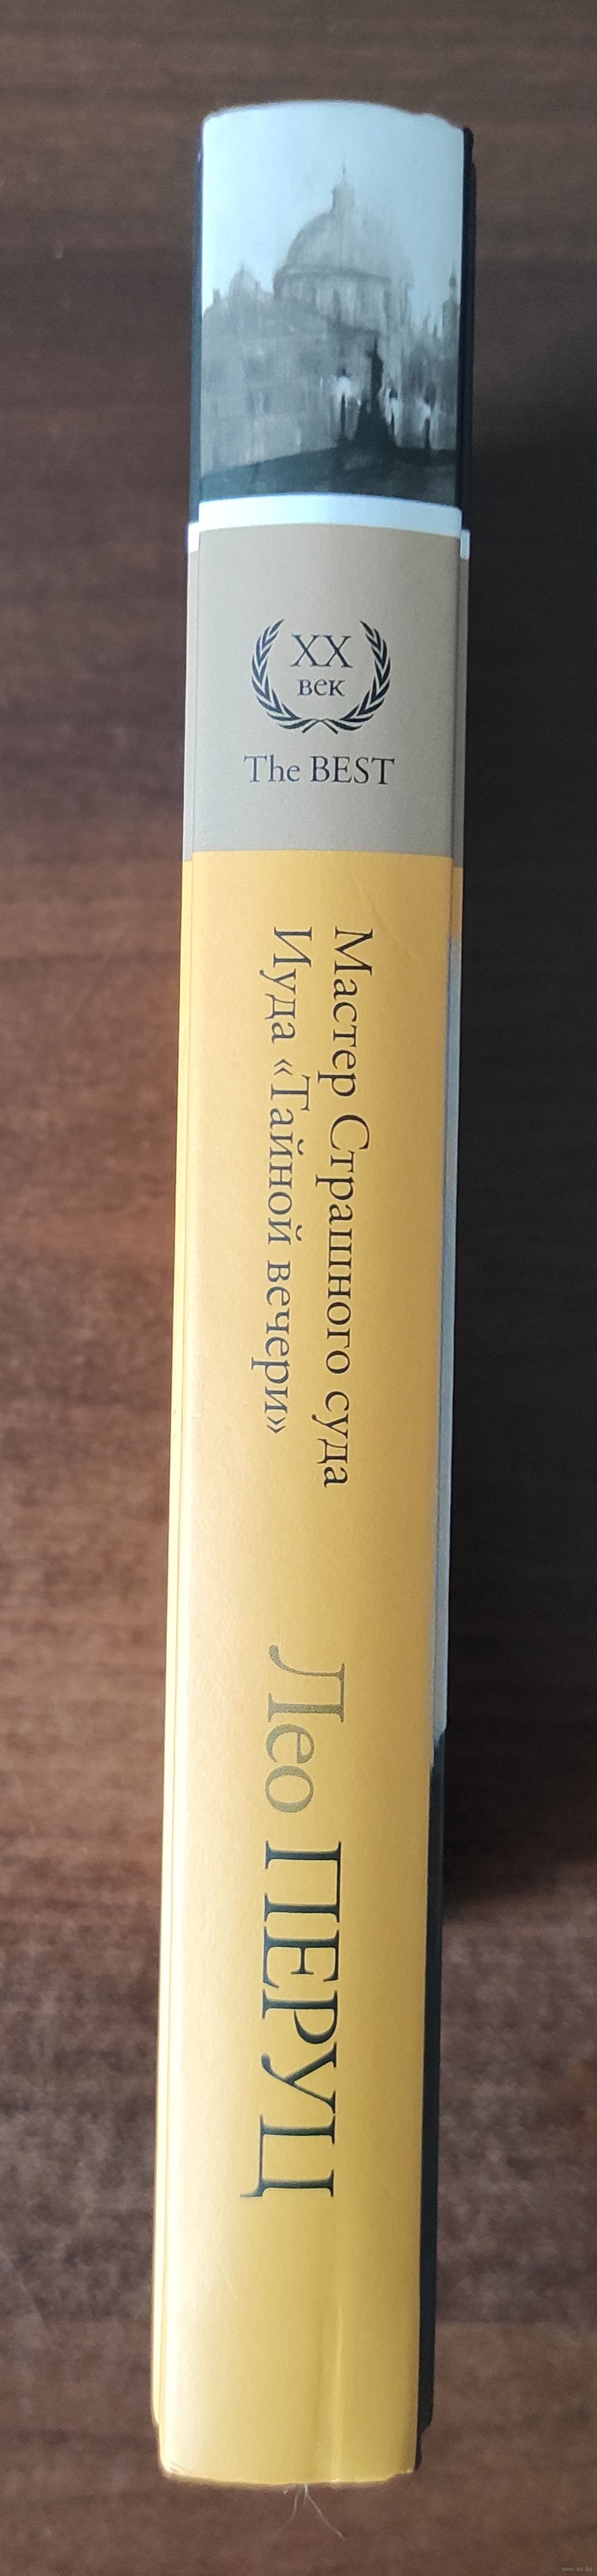 XX
век
The BEST
Мастер Страшного суда
Иуда «Тайной вечери»
Лео ПЕРУЦ